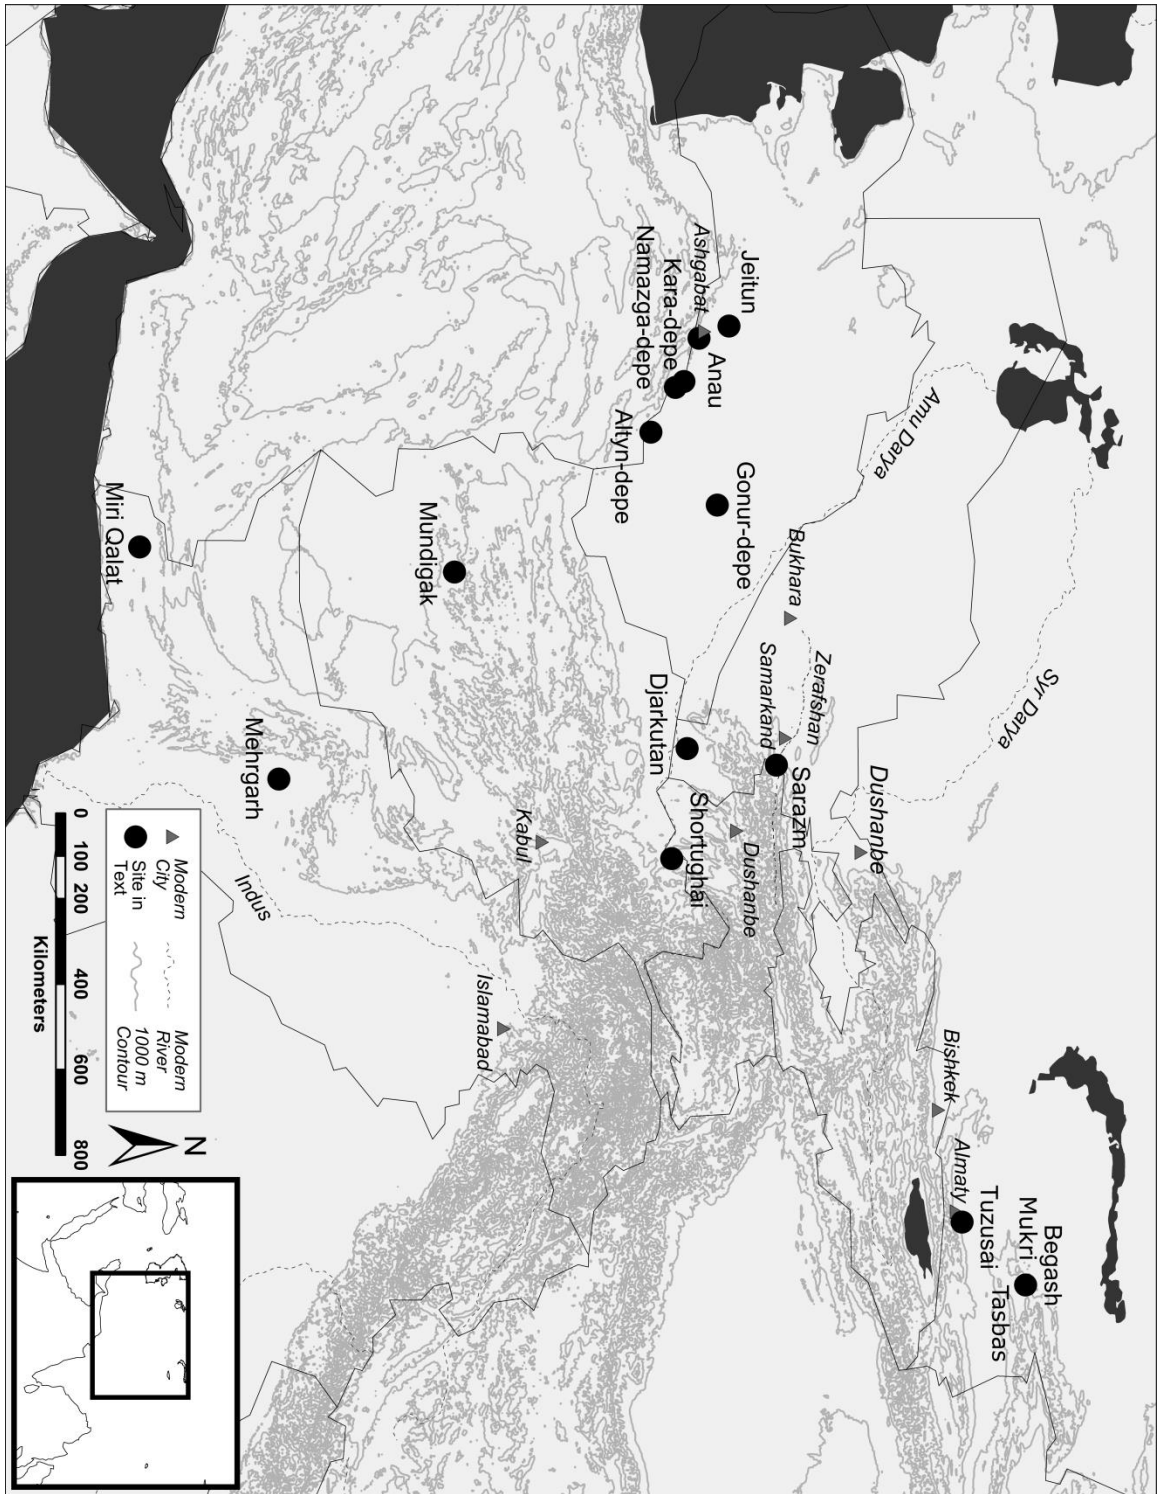 Syr Darya
Amu Darya
Begash
Mukri
Tasbas
Tuzusai
Almaty
Bishkek
Dushanbe
Zerafshan
Bukhara
Samarkand
Sarazm
Dushanbe
Jeitun
Ashgabat
Anau
Kara-depe
Namazga-depe
Gonur-depe
Altyn-depe
Djarkutan
Shortughai
Kabul
Islamabad
Mundigak
Mehrgarh
Indus
Miri Qalat
Modern
City
Site in
Text
Modern
River
1000 m
Contour
N
0 100 200 400 600 800
Kilometers